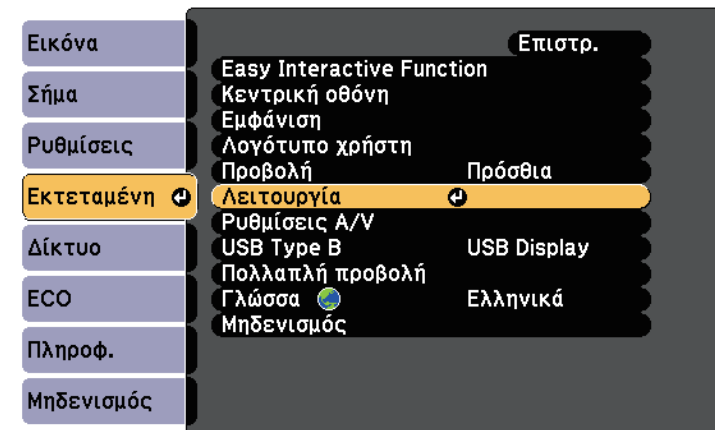 Εικόνα
Σήμα
Ρυθμίσεις
Εκτεταμένη
Δίκτυο
ECO
Πληροφ.
Μηδενισμός
Επιστρ.
Easy Interactive Function
Κεντρική οθόνη
Εμφάνιση
Λογότυπο χρήστη
Προβολή Πρόσθια
Λειτουργία
Ρυθμίσεις A/V
USB Type B USB Display
Πολλαπλή προβολή
Γλώσσα Ελληνικά
Μηδενισμός